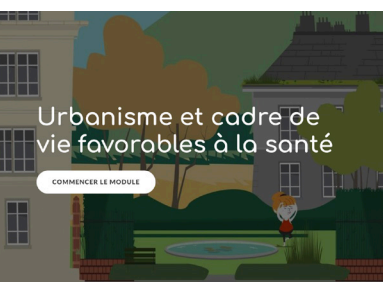 Urbanisme et cadre de
vie favorables à la santé
COMMENCER LE MODULE